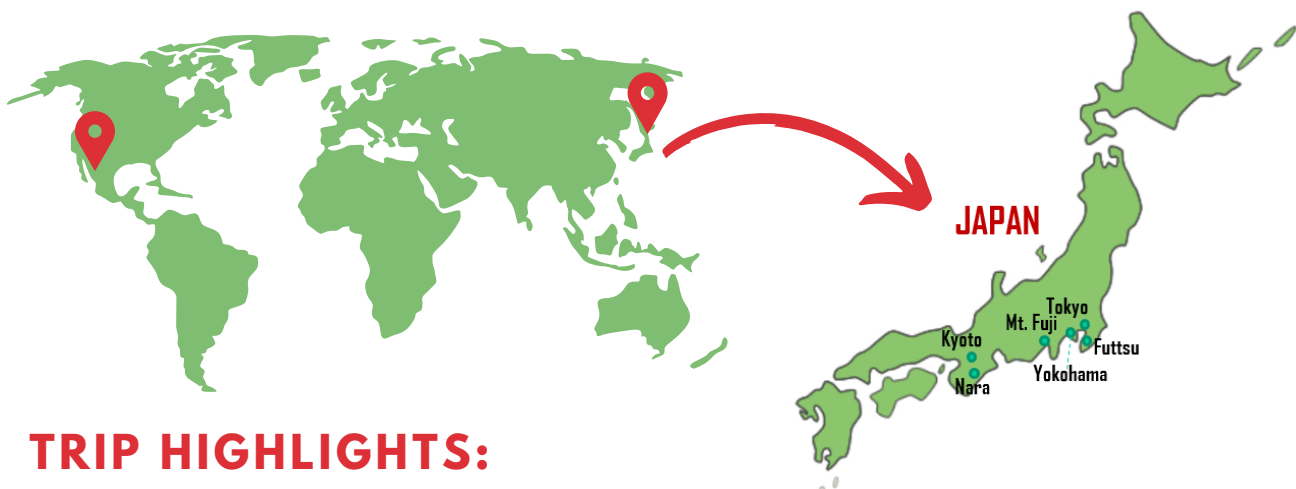 JAPAN
Tokyo
Mt. Fuji
Kyoto
Futtsu
Yokohama
Nara
TRIP HIGHLIGHTS: